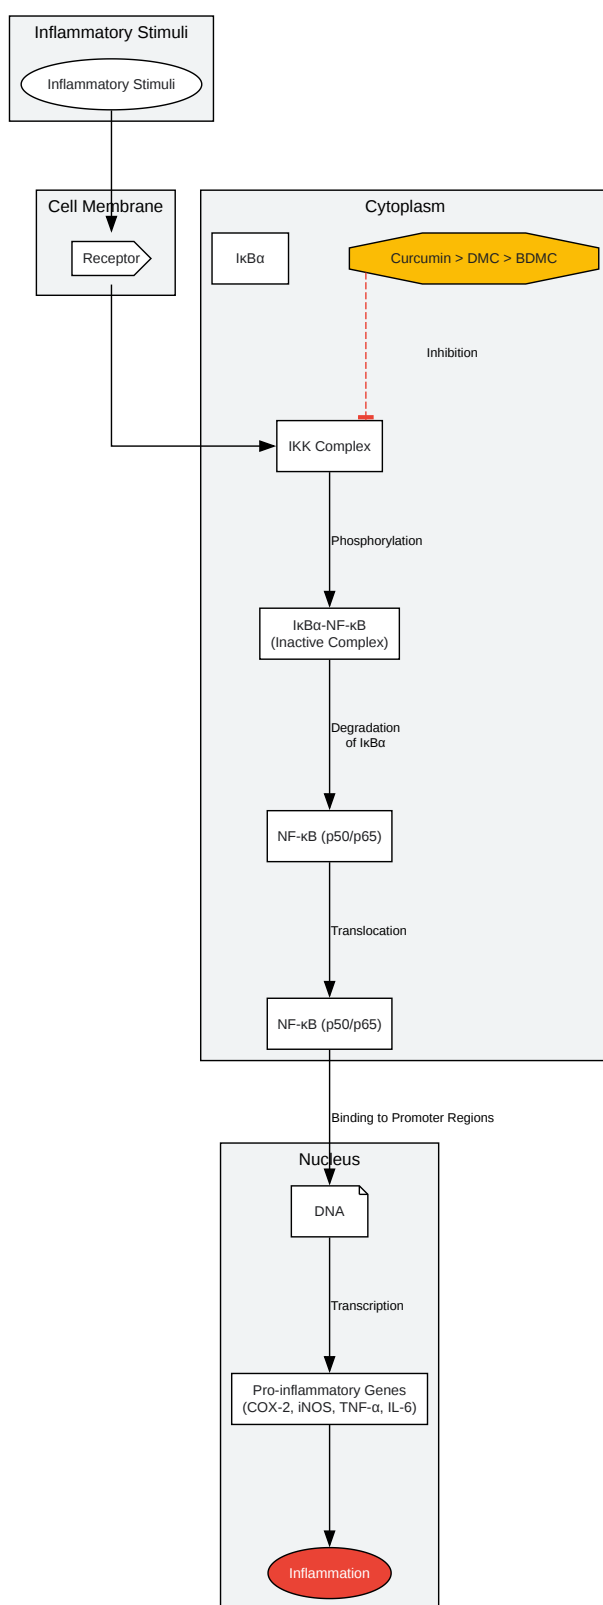 Inflammatory Stimuli
Inflammatory Stimuli
Cell Membrane
Receptor
Cytoplasm
IκBα
Curcumin > DMC > BDMC
Inhibition
IKK Complex
Phosphorylation
IκBα-NF-κB
(Inactive Complex)
Degradation
of IκBα
NF-κB (p50/p65)
Translocation
NF-κB (p50/p65)
Binding to Promoter Regions
Nucleus
DNA
Transcription
Pro-inflammatory Genes
(COX-2, iNOS, TNF-α, IL-6)
Inflammation